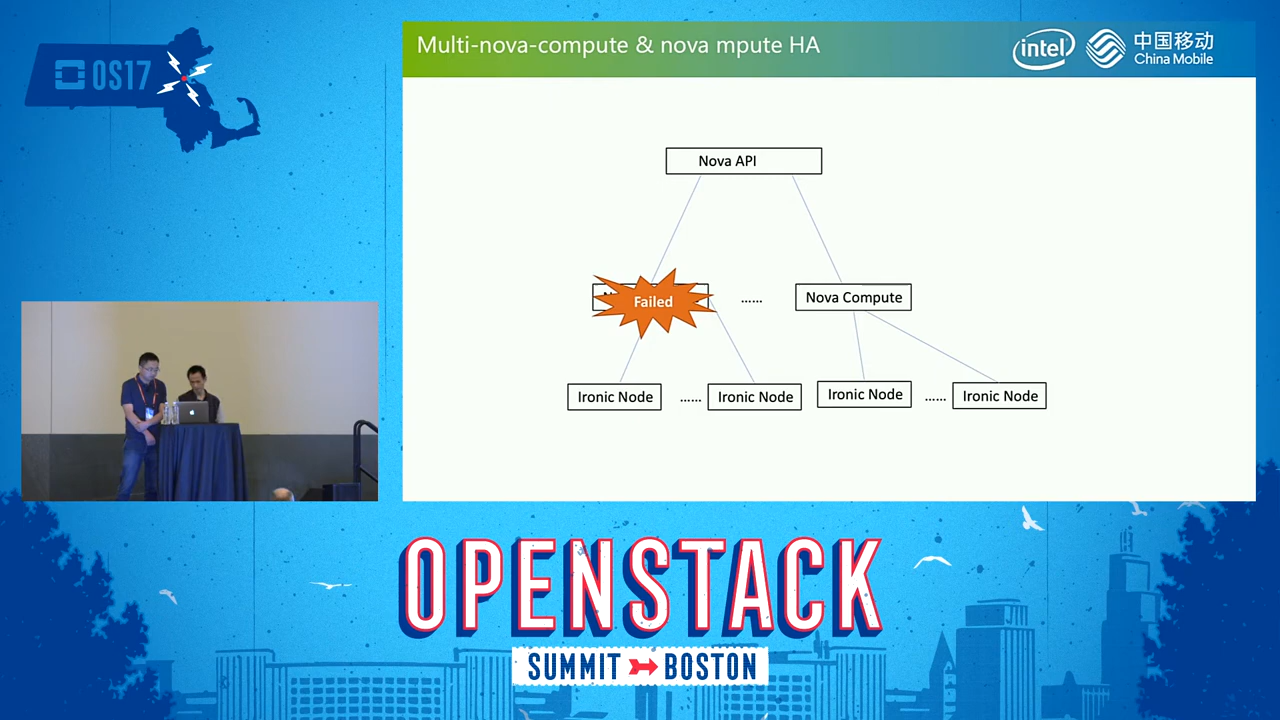 OS17
Multi-nova-compute & nova mpute HA
intel
中国移动
China Mobile
Nova API
Failed
......
Nova Compute
Ironic Node
......
Ironic Node
Ironic Node
......
Ironic Node
OPENSTACK
SUMMIT BOSTON